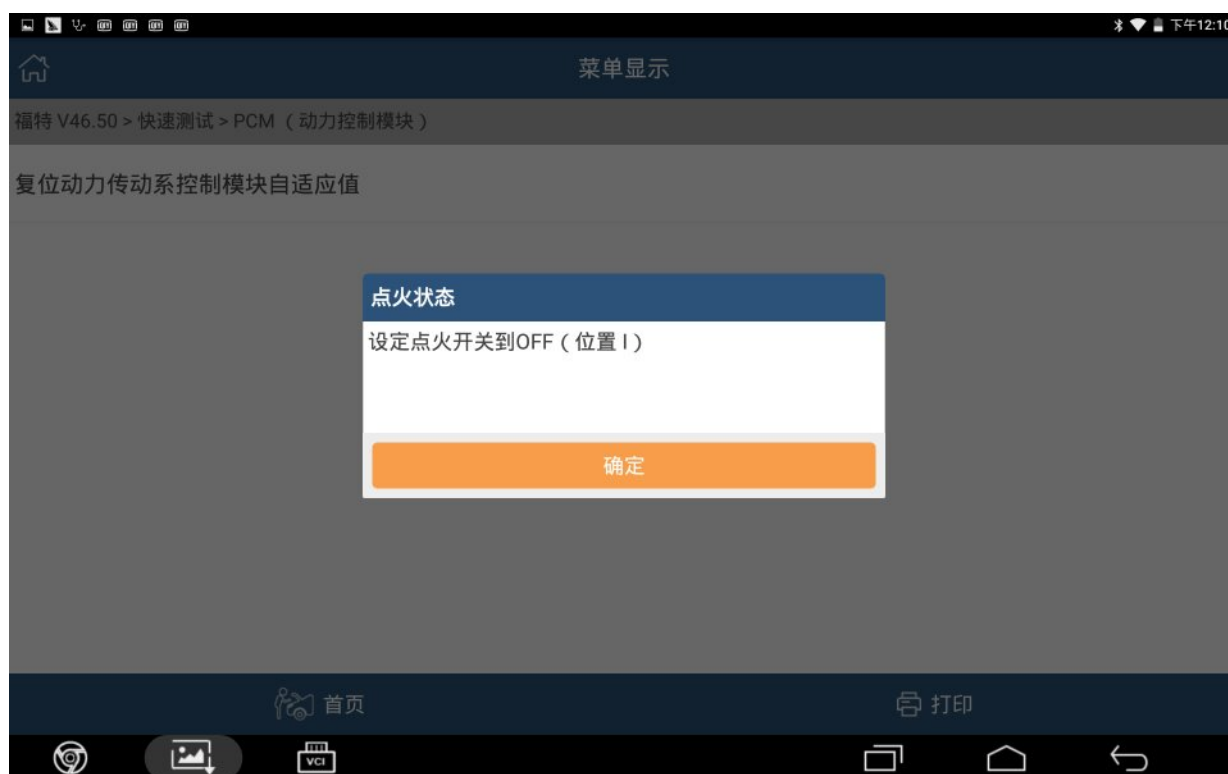 下午12:10
菜单显示
福特 V46.50 > 快速测试 > PCM （动力控制模块）
复位动力传动系控制模块自适应值
点火状态
设定点火开关到OFF（位置 I）
确定
首页
打印
VCI